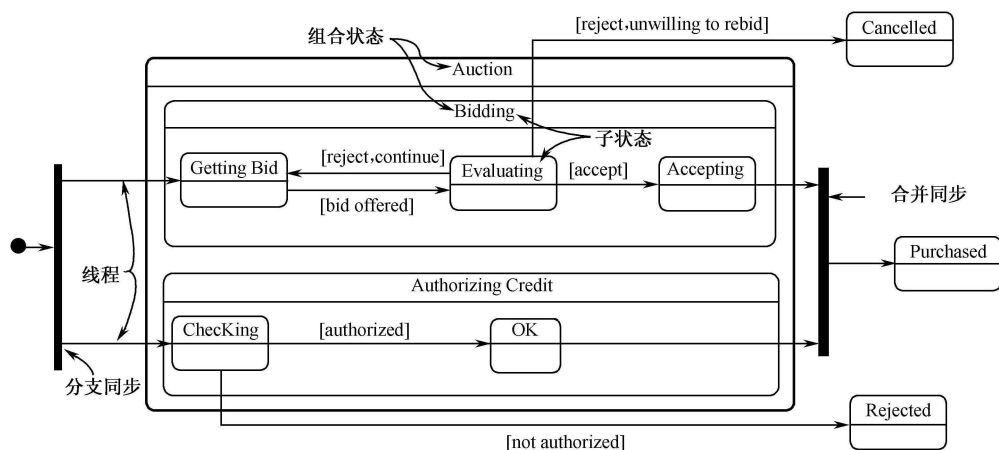 [reject,unwilling to rebid]
Cancelled
组合状态
Auction
Bidding
子状态
Getting Bid
[reject,continue]
Evaluating
[accept]
Accepting
[bid offered]
合并同步
线程
Purchased
Authorizing Credit
ChecKing
[authorized]
OK
分支同步
Rejected
[not authorized]